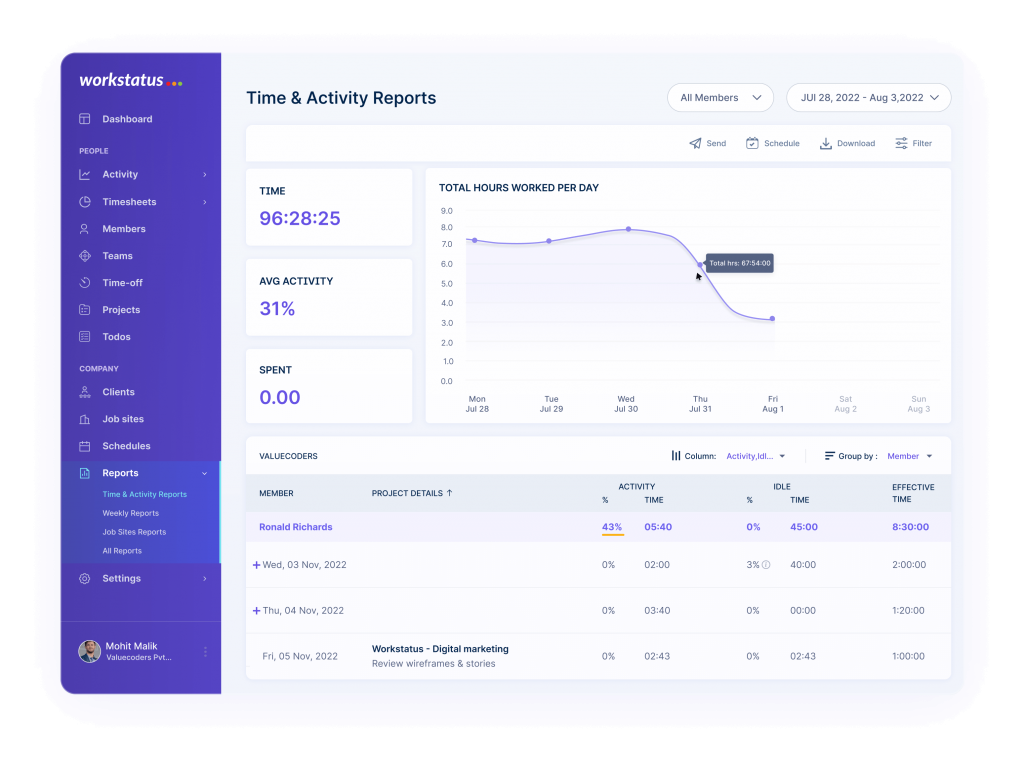 workstatus
Dashboard
PEOPLE
Activity
Timesheets
Members
Teams
Time-off
Projects
Todos
COMPANY
Clients
Job sites
Schedules
Reports
Time & Activity Reports
Weekly Reports
Job Sites Reports
All Reports
Settings
Mohit Malik
Valuecoders Pvt...
Time & Activity Reports
All Members
JUl 28, 2022 - Aug 3,2022
Send Schedule Download Filter
TIME
96:28:25
AVG ACTIVITY
31%
SPENT
0.00
TOTAL HOURS WORKED PER DAY
9.0
8.0
7.0
6.0
5.0
4.0
3.0
2.0
1.0
0.0
Total hrs: 67:54:00
Mon Tue Wed Thu Fri Sat Sun
Jul 28 Jul 29 Jul 30 Jul 31 Aug 1 Aug 2 Aug 3
VALUECODERS Column: Activity,Idl... Group by : Member
ACTIVITY IDLE EFFECTIVE
MEMBER PROJECT DETAILS ↑ % TIME % TIME TIME
Ronald Richards 43% 05:40 0% 45:00 8:30:00
+ Wed, 03 Nov, 2022 0% 02:00 3% 40:00 2:00:00
+ Thu, 04 Nov, 2022 0% 03:40 0% 00:00 1:20:00
Workstatus - Digital marketing
Fri, 05 Nov, 2022 0% 02:43 0% 02:43 1:00:00
Review wireframes & stories